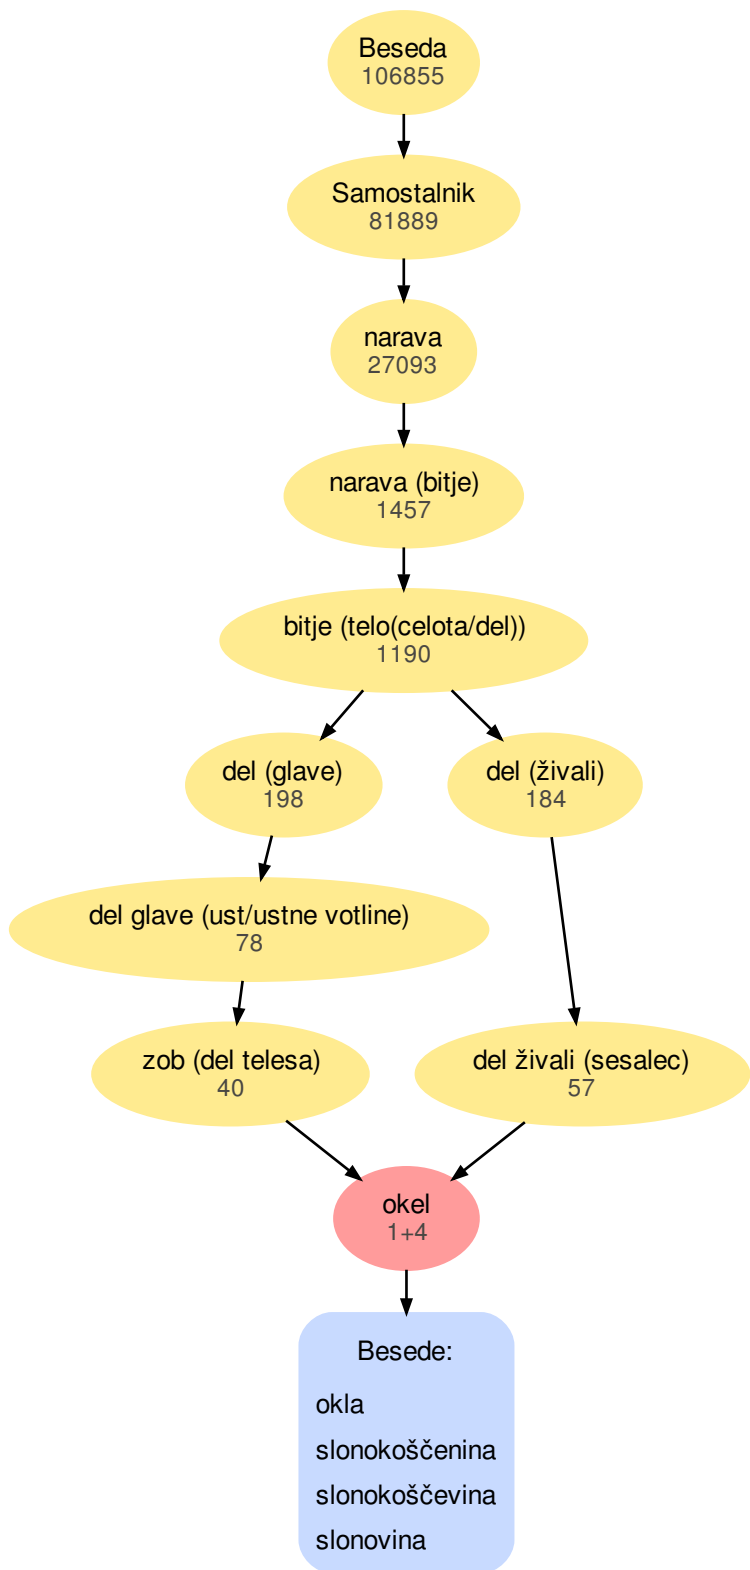 Beseda
106855
Samostalnik
81889
narava
27093
narava (bitje)
1457
bitje (telo(celota/del))
1190
del (glave)
198
del (živali)
184
del glave (ust/ustne votline)
78
zob (del telesa)
40
del živali (sesalec)
57
okel
1+4
Besede:
okla
slonokoščenina
slonokoščevina
slonovina